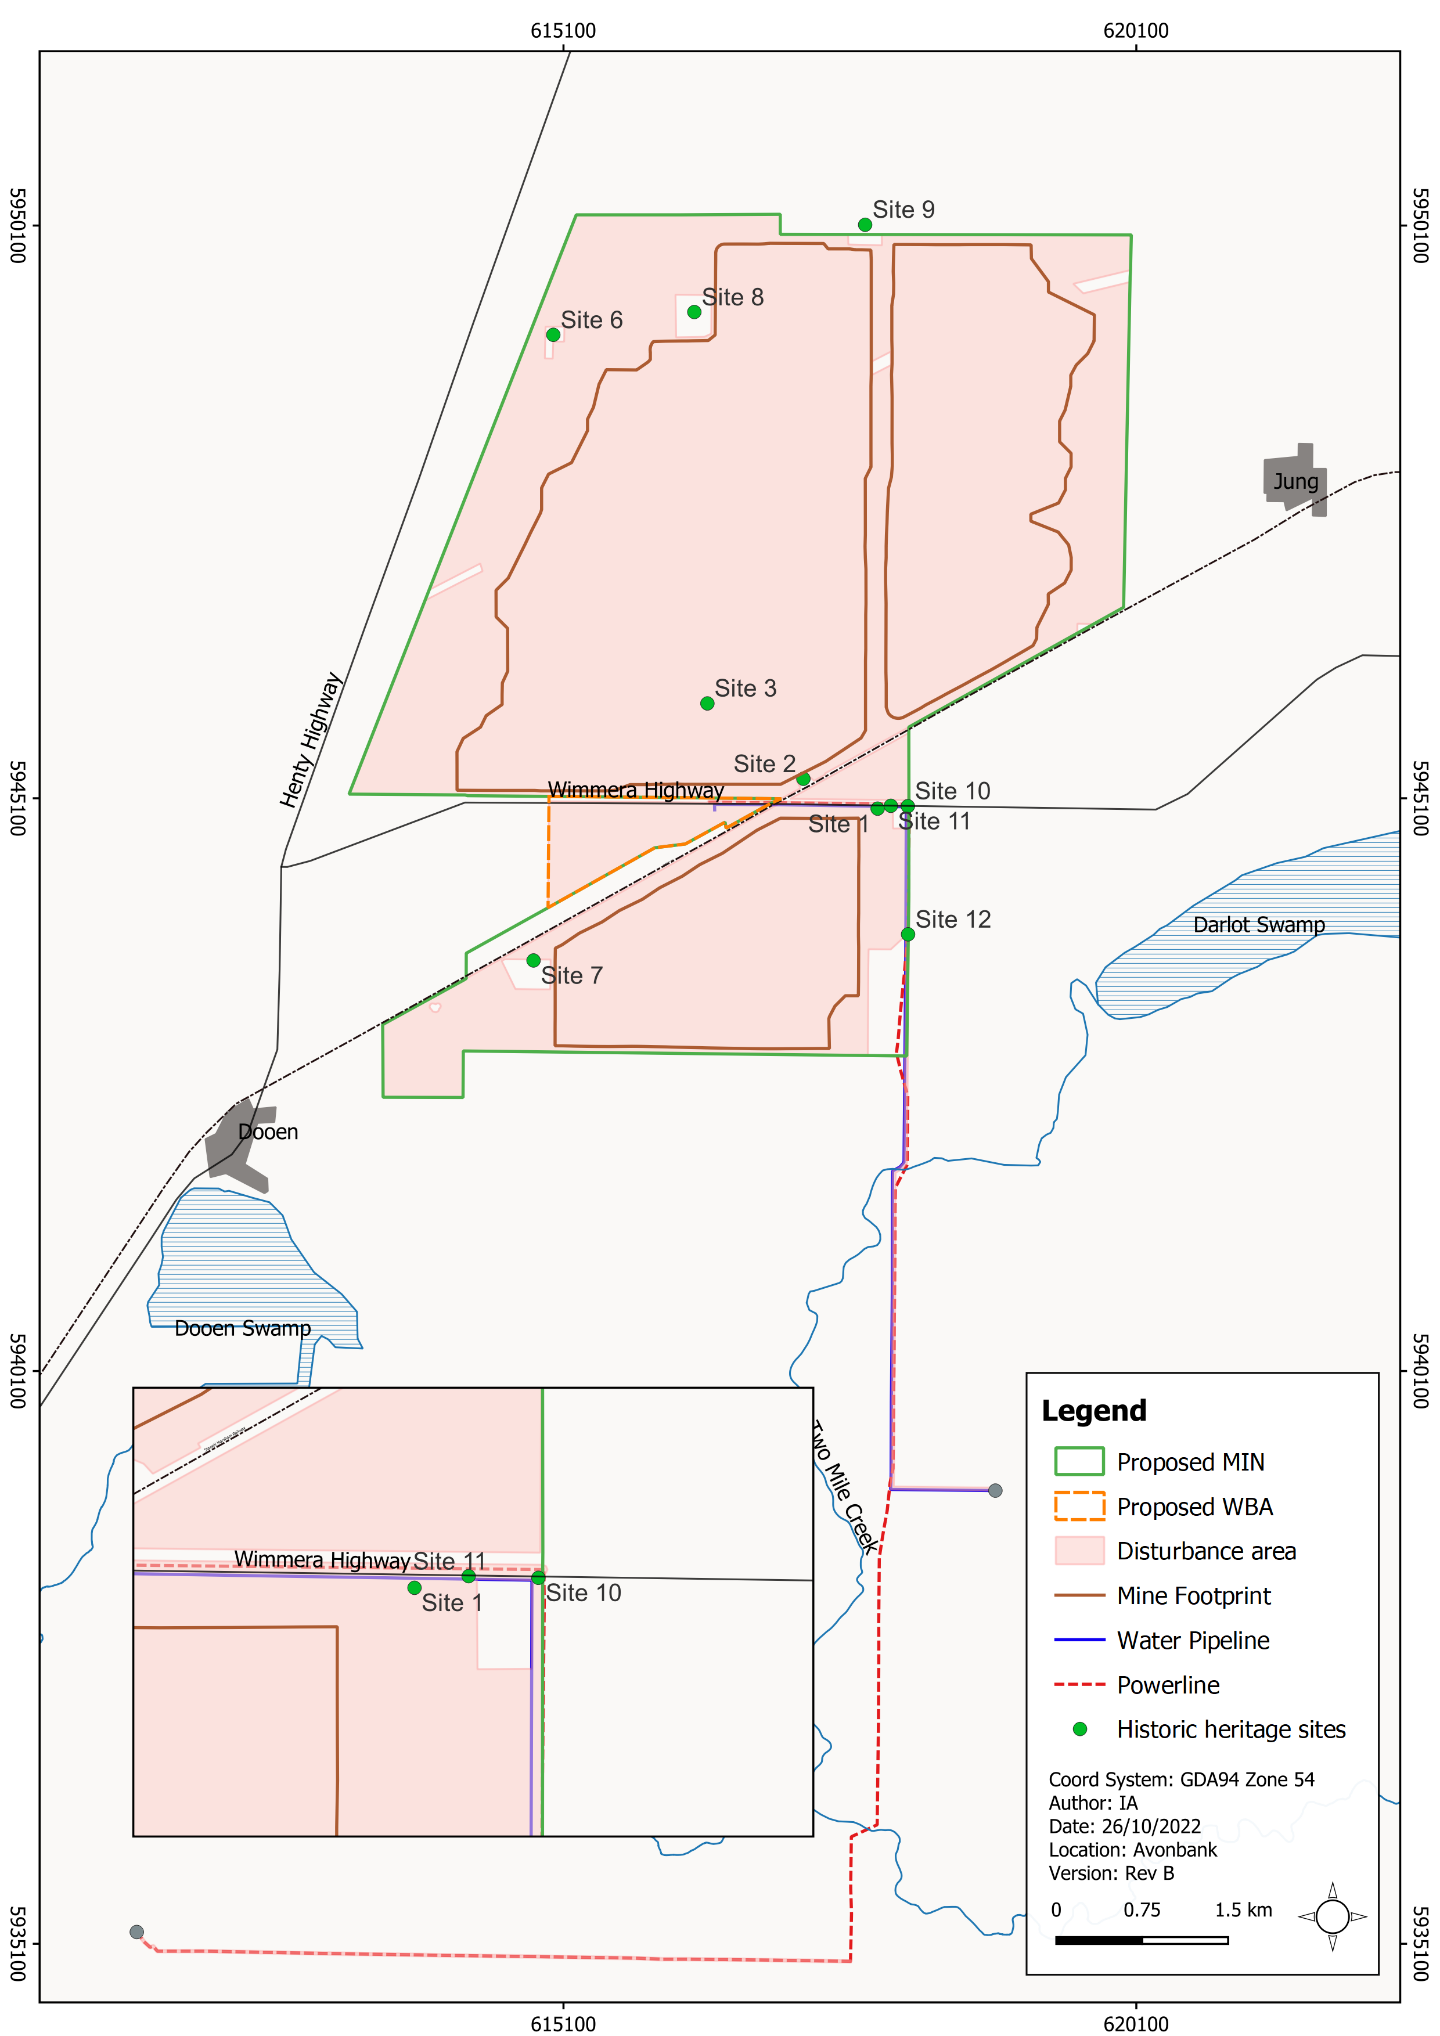 615100
620100
5950100
5950100
Site 9
Site 8
Site 6
Jung
Henty Highway
Site 3
Site 2
Wimmera Highway
Site 10
5945100
5945100
Site 1
Site 11
Site 12
Darlot Swamp
Site 7
Dooen
Dooen Swamp
5940100
5940100
Two Mile Creek
Wimmera Highway
Site 11
Site 1
Site 10
Legend
Proposed MIN
Proposed WBA
Disturbance area
Mine Footprint
Water Pipeline
Powerline
Historic heritage sites
Coord System: GDA94 Zone 54
Author: IA
Date: 26/10/2022
Location: Avonbank
Version: Rev B
0 0.75 1.5 km
5935100
5935100
615100
620100